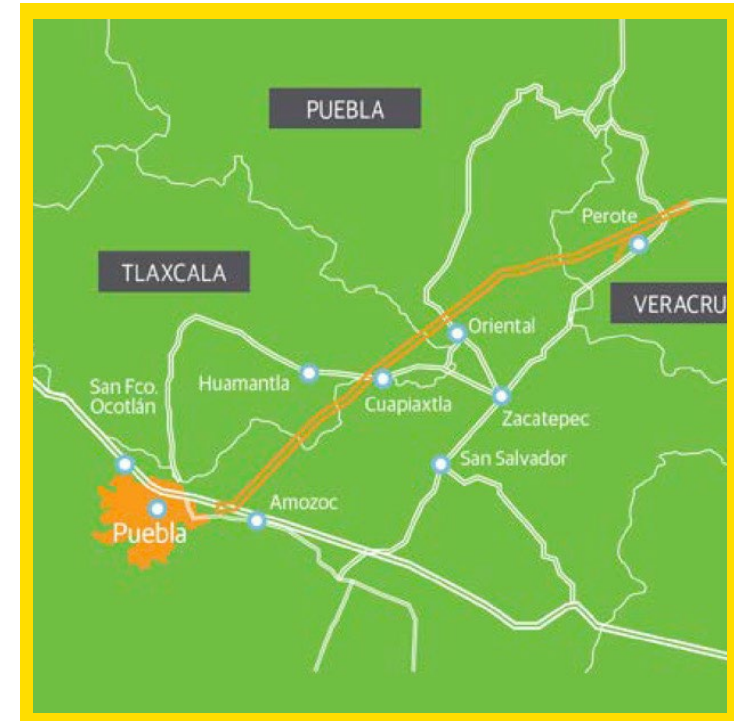 PUEBLA
Perote
TLAXCALA
VERACRU
Oriental
San Fco.
Ocotlán
Huamantla
Cuapiaxtla
Zacatepec
San Salvador
Amozoc
Puebla